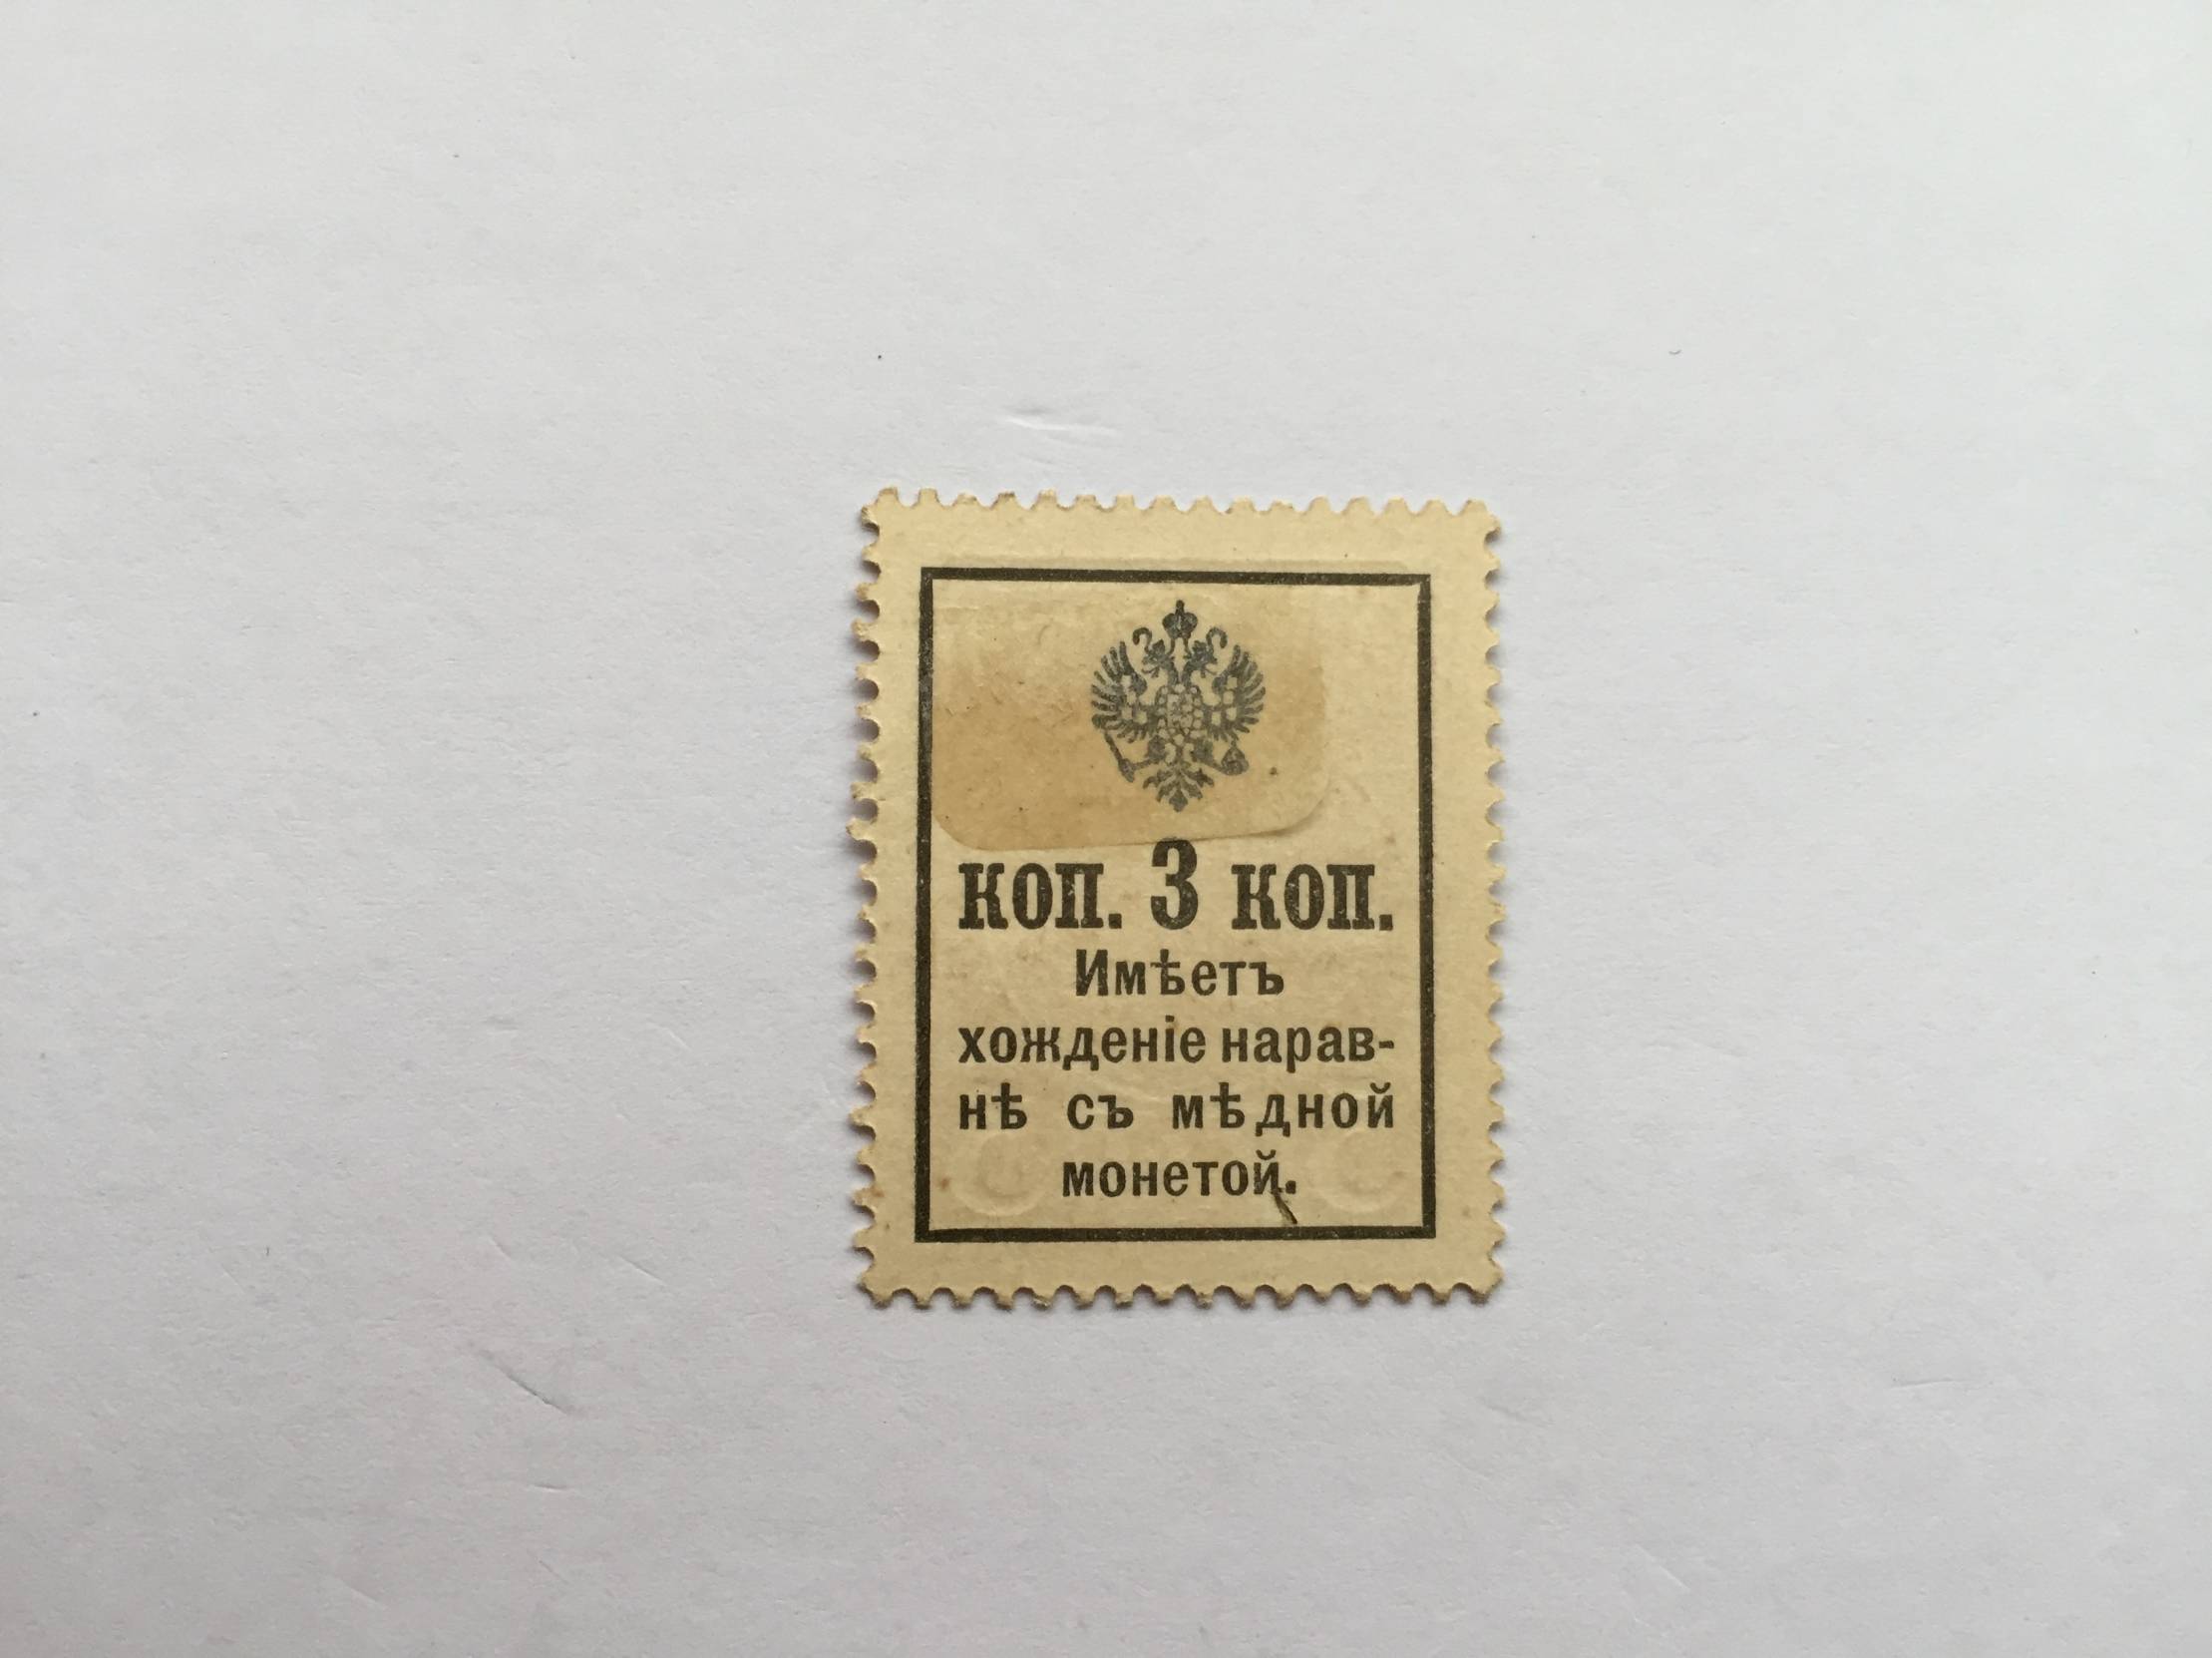 коп. 3 коп.
Имѣетъ
хожденіе нарав-
нѣ съ мѣдной
монетой.